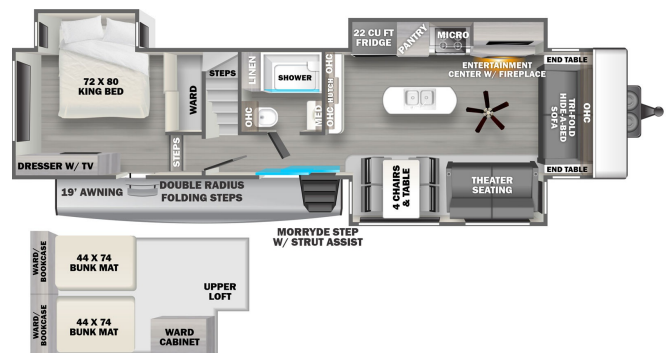 22 CU FT
FRIDGE
PANTRY
MICRO
END TABLE
ENTERTAINMENT
CENTER W/ FIREPLACE
72 X 80
KING BED
WARD
STEPS
LINEN
SHOWER
OHC
HUTCH
OHC
OHC
MED
TRI-FOLD
HIDE-A-BED
SOFA
OHC
DRESSER W/ TV
STEPS
END TABLE
4 CHAIRS
& TABLE
THEATER
SEATING
19' AWNING
DOUBLE RADIUS
FOLDING STEPS
MORRYDE STEP
W/ STRUT ASSIST
WARD/
BOOKCASE
44 X 74
BUNK MAT
UPPER
LOFT
WARD/
BOOKCASE
44 X 74
BUNK MAT
WARD
CABINET